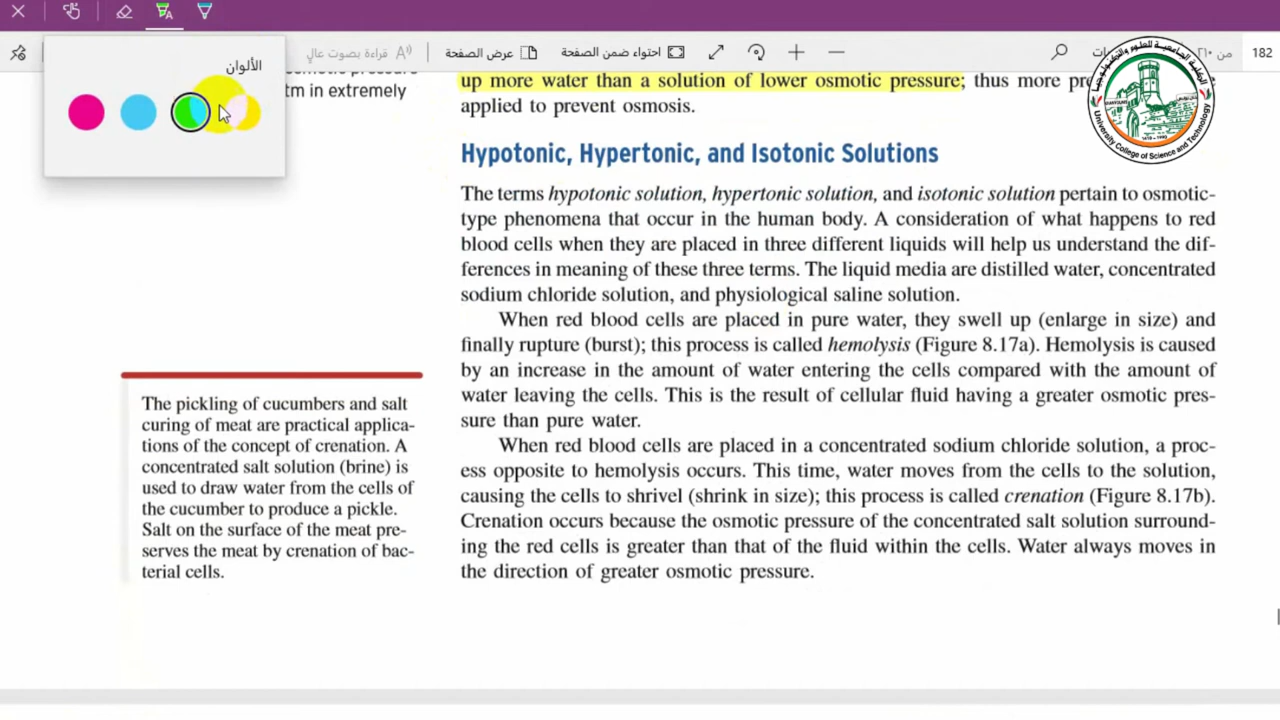 قراءة بصوت عالٍ
عرض الصفحة
احتواء ضمن الصفحة
182
من ٢١٠
الألوان
tm in extremely
up more water than a solution of lower osmotic pressure; thus more pre
applied to prevent osmosis.
University College of Science and Technology
Hypotonic, Hypertonic, and Isotonic Solutions
The terms hypotonic solution, hypertonic solution, and isotonic solution pertain to osmotic-
type phenomena that occur in the human body. A consideration of what happens to red
blood cells when they are placed in three different liquids will help us understand the dif-
ferences in meaning of these three terms. The liquid media are distilled water, concentrated
sodium chloride solution, and physiological saline solution.
When red blood cells are placed in pure water, they swell up (enlarge in size) and
finally rupture (burst); this process is called hemolysis (Figure 8.17a). Hemolysis is caused
by an increase in the amount of water entering the cells compared with the amount of
water leaving the cells. This is the result of cellular fluid having a greater osmotic pres-
sure than pure water.
When red blood cells are placed in a concentrated sodium chloride solution, a proc-
ess opposite to hemolysis occurs. This time, water moves from the cells to the solution,
causing the cells to shrivel (shrink in size); this process is called crenation (Figure 8.17b).
Crenation occurs because the osmotic pressure of the concentrated salt solution surround-
ing the red cells is greater than that of the fluid within the cells. Water always moves in
the direction of greater osmotic pressure.
The pickling of cucumbers and salt
curing of meat are practical applica-
tions of the concept of crenation. A
concentrated salt solution (brine) is
used to draw water from the cells of
the cucumber to produce a pickle.
Salt on the surface of the meat pre-
serves the meat by crenation of bac-
terial cells.